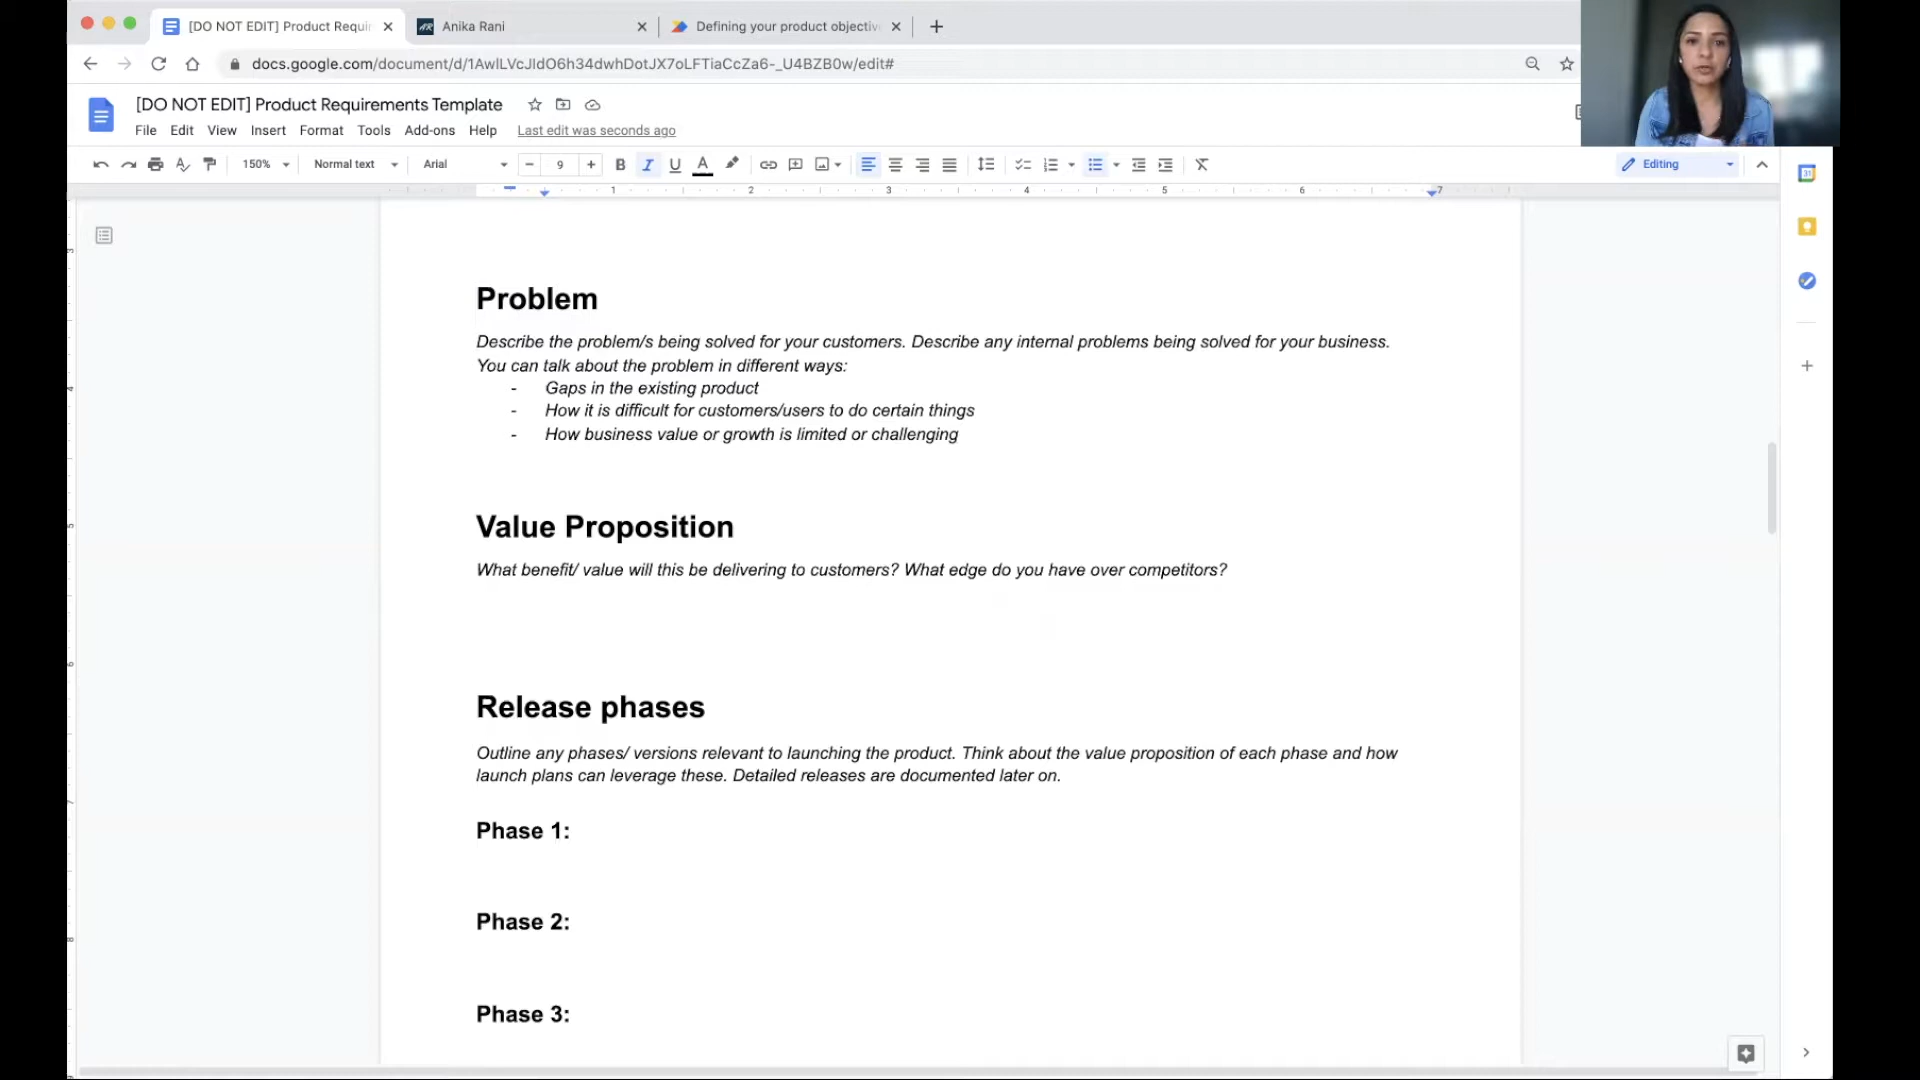 [DO NOT EDIT] Product Requir
Anika Rani
Defining your product objectiv
docs.google.com/document/d/1AwlLVcJldO6h34dwhDotJX7oLFTiaCcZa6-_U4BZB0w/edit#
[DO NOT EDIT] Product Requirements Template
File Edit View Insert Format Tools Add-ons Help Last edit was seconds ago
150% Normal text Arial 9 B I U A Editing
1 2 3 4 5 6 7
Problem
Describe the problem/s being solved for your customers. Describe any internal problems being solved for your business.
You can talk about the problem in different ways:
- Gaps in the existing product
- How it is difficult for customers/users to do certain things
- How business value or growth is limited or challenging
Value Proposition
What benefit/ value will this be delivering to customers? What edge do you have over competitors?
Release phases
Outline any phases/ versions relevant to launching the product. Think about the value proposition of each phase and how
launch plans can leverage these. Detailed releases are documented later on.
Phase 1:
Phase 2:
Phase 3: